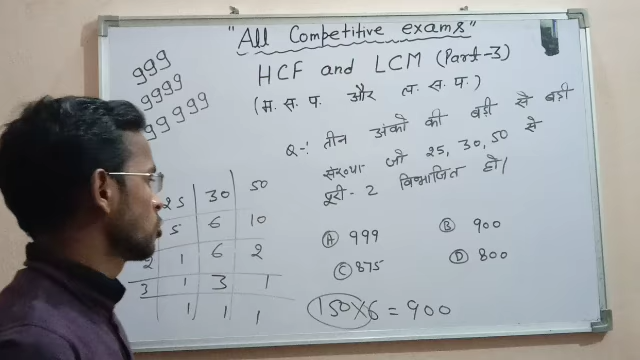 "All Competitive exams"
HCF and LCM (Part-3)
(म. स. प. और ल. स. प.)
999
9999
99999
Q-: तीन अंको की बड़ी से बड़ी
संख्या जो 25, 30, 50 से
पूरी-2 विभाजित हो।
(A) 999 (B) 900
(C) 875 (D) 800
25 30 50
5 6 10
2 1 6 2
3 1 3 1
1 1 1
150x6 = 900